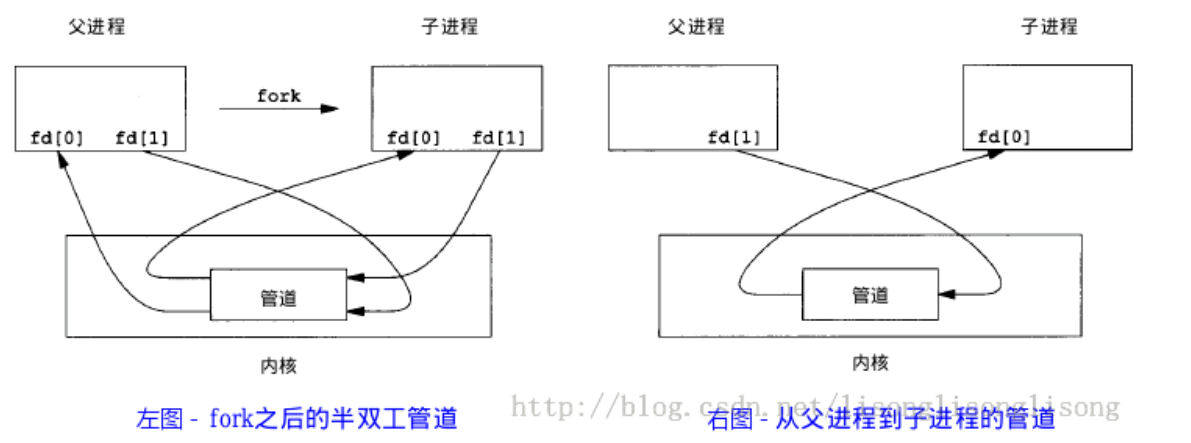 父进程
子进程
fork
fd[0] fd[1]
fd[0] fd[1]
管道
内核
左图 - fork之后的半双工管道
父进程
子进程
fd[1]
fd[0]
管道
内核
右图 - 从父进程到子进程的管道
http://blog.csdn.net/lisonglisonglisong